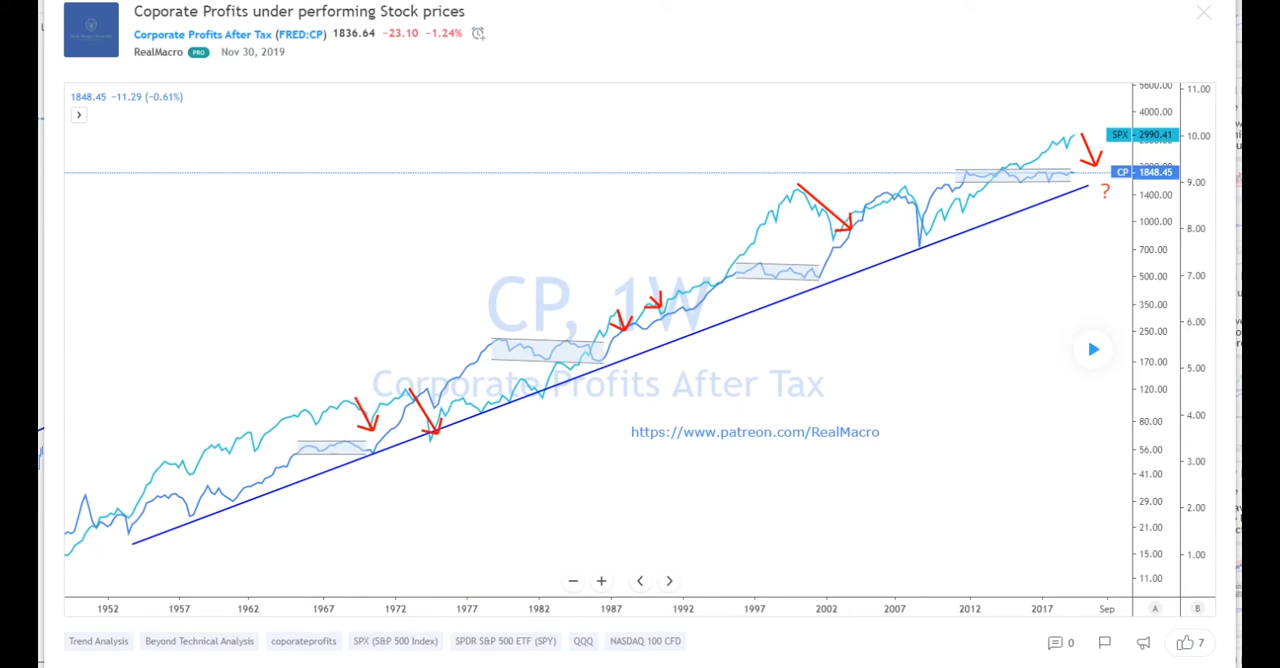 Coporate Profits under performing Stock prices
Corporate Profits After Tax (FRED:CP) 1836.64 −23.10 −1.24%
RealMacro PRO Nov 30, 2019
1848.45 −11.29 (−0.61%)
CP, 1W
Corporate Profits After Tax
https://www.patreon.com/RealMacro
?
SPX 2990.41
CP 1848.45
5600.00
4000.00
1400.00
1000.00
700.00
500.00
350.00
250.00
170.00
120.00
80.00
56.00
41.00
29.00
21.00
15.00
11.00
11.00
10.00
9.00
8.00
7.00
6.00
5.00
4.00
3.00
2.00
1.00
1952 1957 1962 1967 1972 1977 1982 1987 1992 1997 2002 2007 2012 2017 Sep A B
Trend Analysis Beyond Technical Analysis coporateprofits SPX (S&P 500 Index) SPDR S&P 500 ETF (SPY) QQQ NASDAQ 100 CFD 0 7